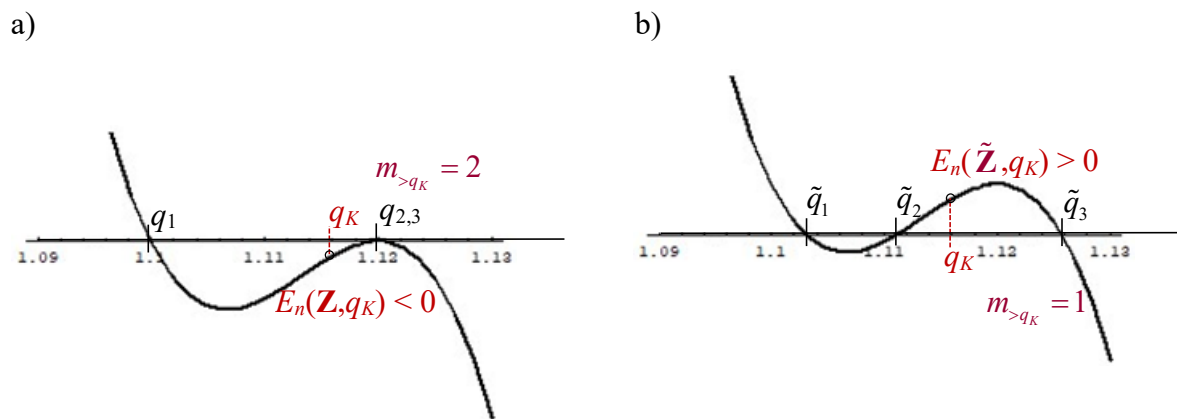 a)
m_{>q_K} = 2
q_1
q_K
q_{2,3}
1.09
1.1
1.11
1.12
1.13
E_n(Z,q_K) < 0
b)
E_n(Z̃,q_K) > 0
q̃_1
q̃_2
q̃_3
1.09
1.1
1.11
1.12
1.13
q_K
m_{>q_K} = 1